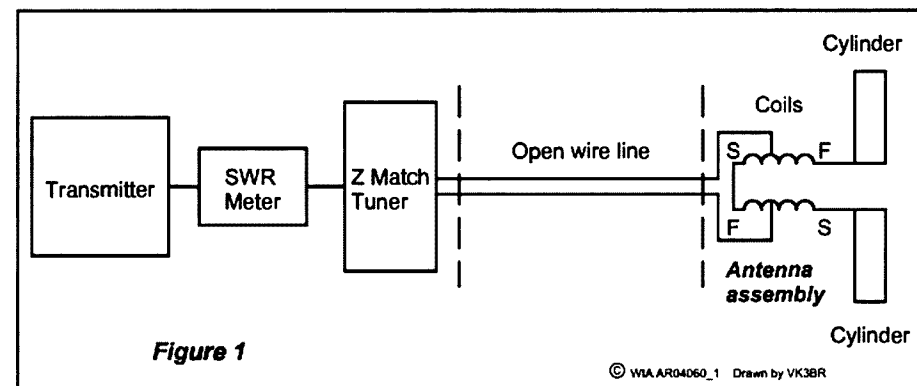 Cylinder
Coils
Open wire line
S
F
Transmitter
SWR
Meter
Z Match
Tuner
F
S
Antenna
assembly
Cylinder
Figure 1
© WIA AR04060_1 Drawn by VK3BR